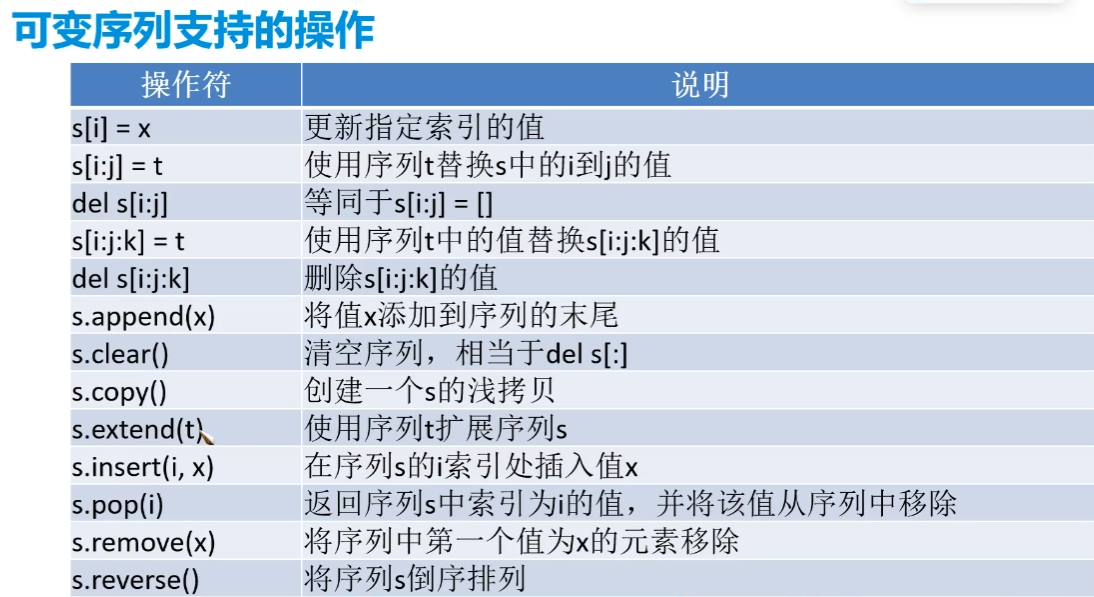 可变序列支持的操作
操作符 说明
s[i] = x 更新指定索引的值
s[i:j] = t 使用序列t替换s中的i到j的值
del s[i:j] 等同于s[i:j] = []
s[i:j:k] = t 使用序列t中的值替换s[i:j:k]的值
del s[i:j:k] 删除s[i:j:k]的值
s.append(x) 将值x添加到序列的末尾
s.clear() 清空序列，相当于del s[:]
s.copy() 创建一个s的浅拷贝
s.extend(t) 使用序列t扩展序列s
s.insert(i, x) 在序列s的i索引处插入值x
s.pop(i) 返回序列s中索引为i的值，并将该值从序列中移除
s.remove(x) 将序列中第一个值为x的元素移除
s.reverse() 将序列s倒序排列